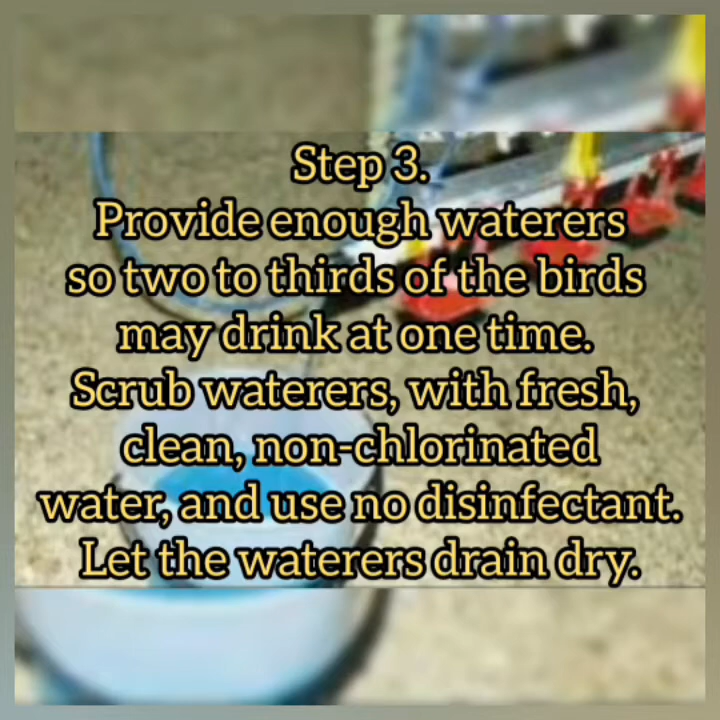 Step 3.
Provide enough waterers
so two to thirds of the birds
may drink at one time.
Scrub waterers, with fresh,
clean, non-chlorinated
water, and use no disinfectant.
Let the waterers drain dry.